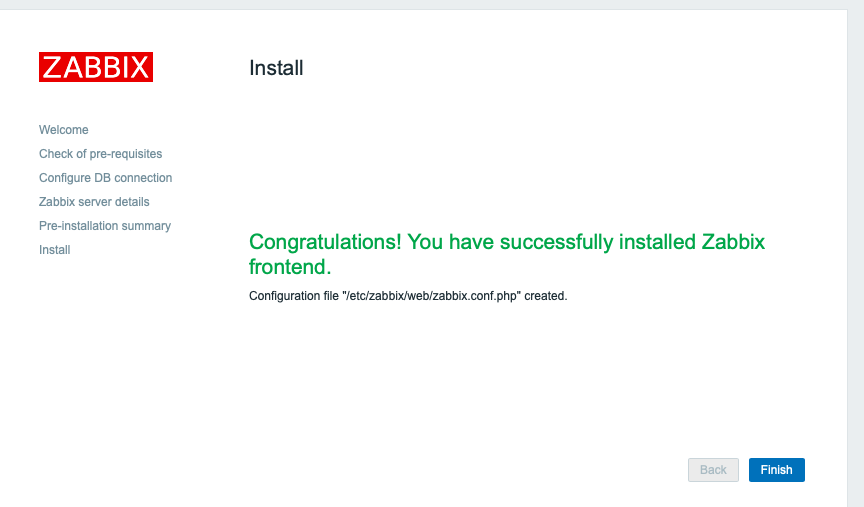 ZABBIX
Install
Welcome
Check of pre-requisites
Configure DB connection
Zabbix server details
Pre-installation summary
Install
Congratulations! You have successfully installed Zabbix
frontend.
Configuration file "/etc/zabbix/web/zabbix.conf.php" created.
Back
Finish